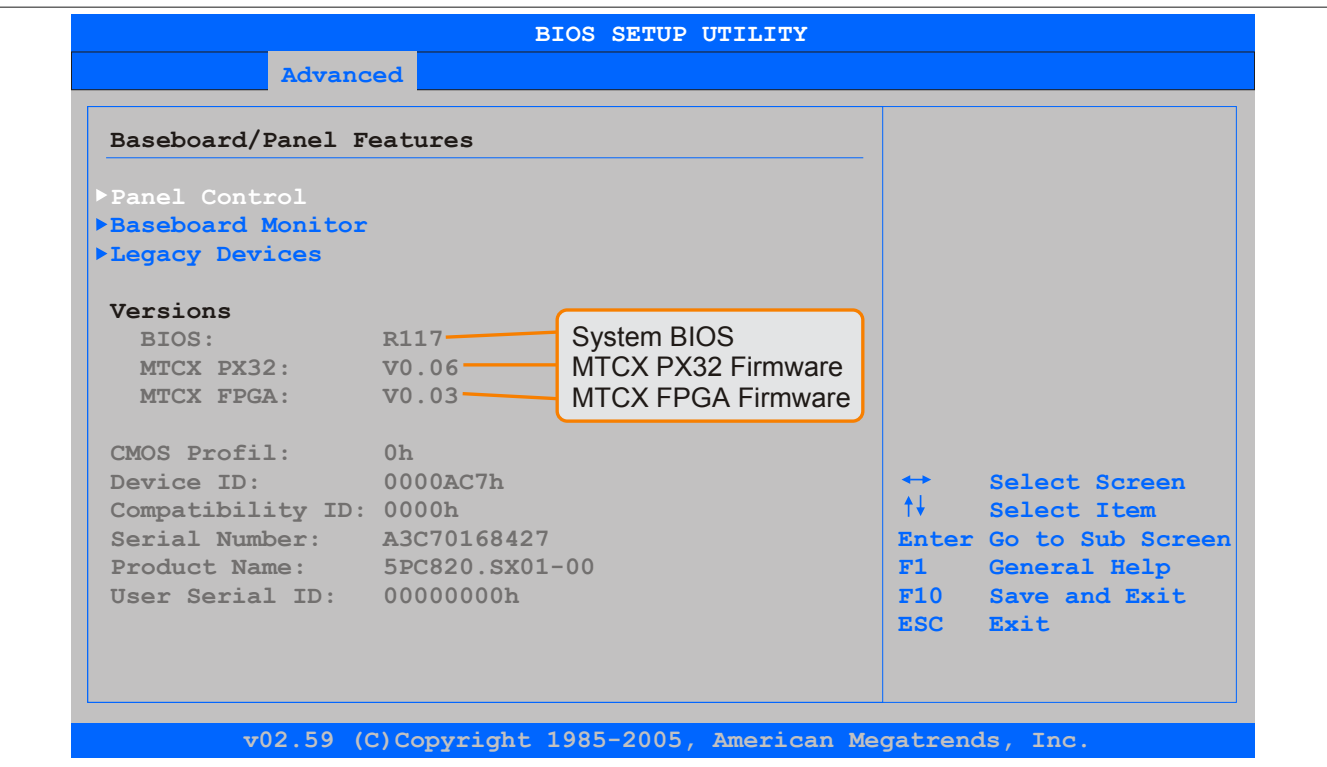 BIOS SETUP UTILITY
Advanced
Baseboard/Panel Features
Panel Control
Baseboard Monitor
Legacy Devices
Versions
BIOS: R117 System BIOS
MTCX PX32: V0.06 MTCX PX32 Firmware
MTCX FPGA: V0.03 MTCX FPGA Firmware
CMOS Profil: 0h
Device ID: 0000AC7h
Compatibility ID: 0000h
Serial Number: A3C70168427
Product Name: 5PC820.SX01-00
User Serial ID: 00000000h
Select Screen
Select Item
Enter Go to Sub Screen
F1 General Help
F10 Save and Exit
ESC Exit
v02.59 (C)Copyright 1985-2005, American Megatrends, Inc.